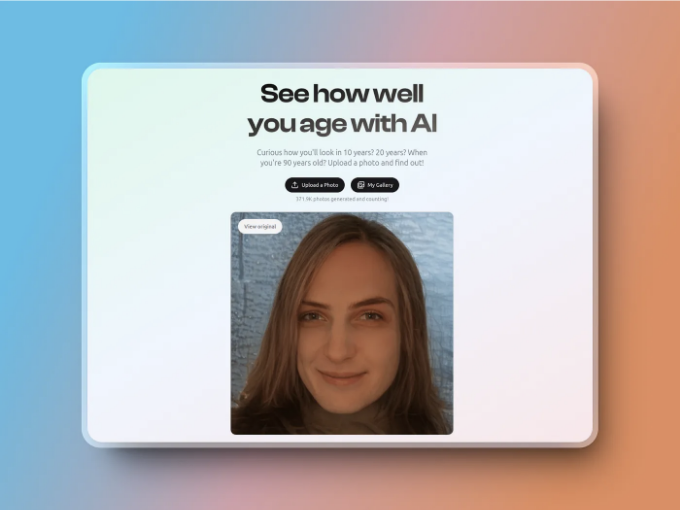 See how well
you age with AI
Curious how you'll look in 10 years? 20 years? When
you're 90 years old? Upload a photo and find out!
Upload a Photo
My Gallery
371.9K photos generated and counting!
View original